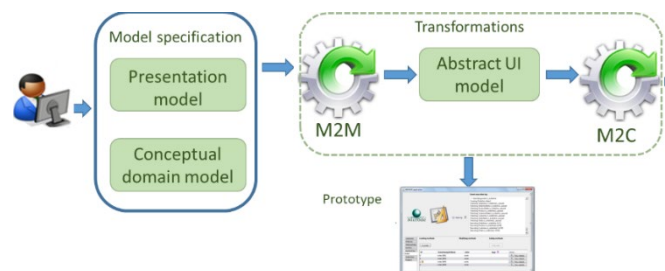 Model specification
Presentation
model
Conceptual
domain model
Transformations
M2M
Abstract UI
model
M2C
Prototype